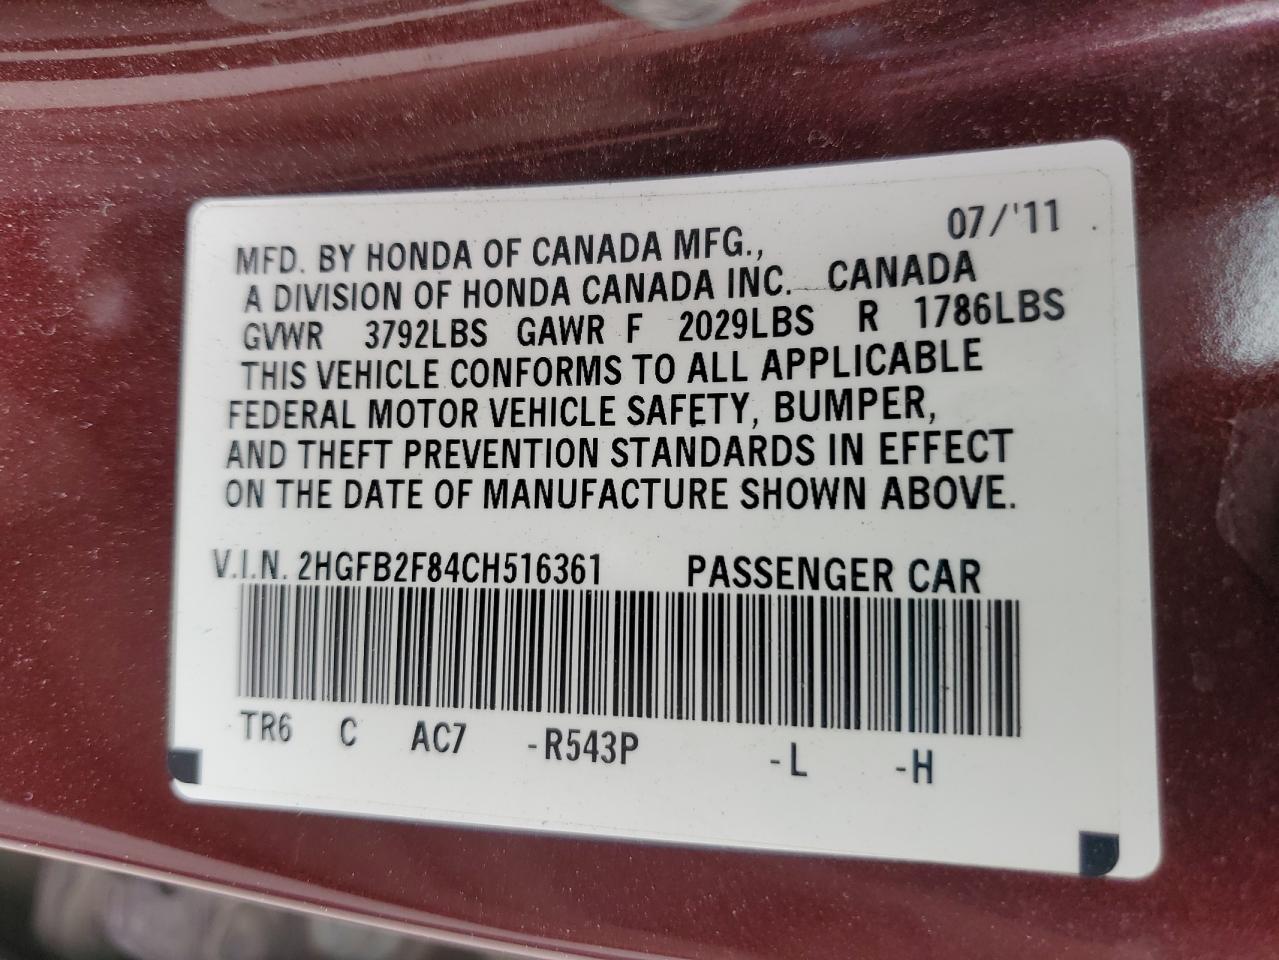 07/'11
MFD. BY HONDA OF CANADA MFG.,
A DIVISION OF HONDA CANADA INC. CANADA
GVWR 3792LBS GAWR F 2029LBS R 1786LBS
THIS VEHICLE CONFORMS TO ALL APPLICABLE
FEDERAL MOTOR VEHICLE SAFETY, BUMPER,
AND THEFT PREVENTION STANDARDS IN EFFECT
ON THE DATE OF MANUFACTURE SHOWN ABOVE.
V.I.N. 2HGFB2F84CH516361 PASSENGER CAR
TR6 C AC7 -R543P -L -H